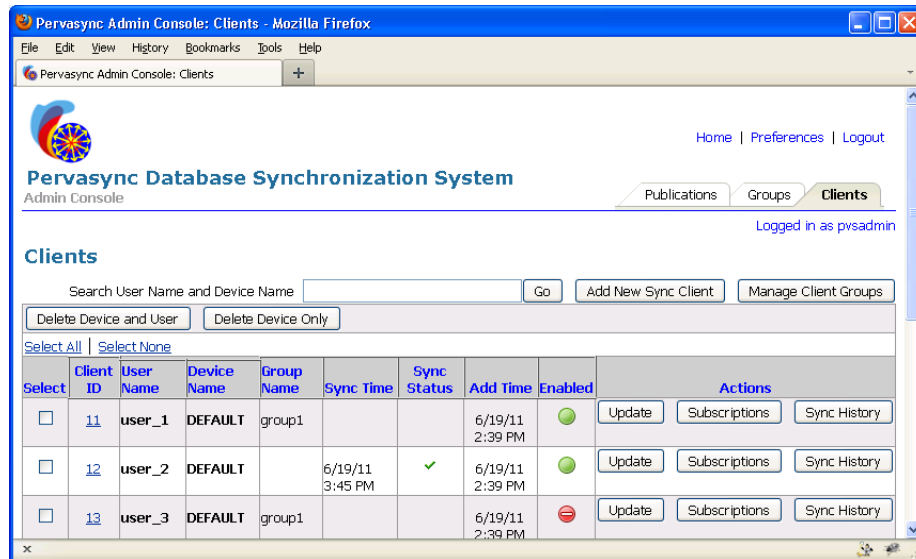 Pervasync Admin Console: Clients - Mozilla Firefox
File Edit View History Bookmarks Tools Help
Pervasync Admin Console: Clients
Home | Preferences | Logout
Pervasync Database Synchronization System
Admin Console
Publications Groups Clients
Logged in as pvsadmin
Clients
Search User Name and Device Name Go Add New Sync Client Manage Client Groups
Delete Device and User Delete Device Only
Select All | Select None
Select Client ID User Name Device Name Group Name Sync Time Sync Status Add Time Enabled Actions
11 user_1 DEFAULT group1 6/19/11 2:39 PM Update Subscriptions Sync History
12 user_2 DEFAULT 6/19/11 3:45 PM 6/19/11 2:39 PM Update Subscriptions Sync History
13 user_3 DEFAULT group1 6/19/11 2:39 PM Update Subscriptions Sync History